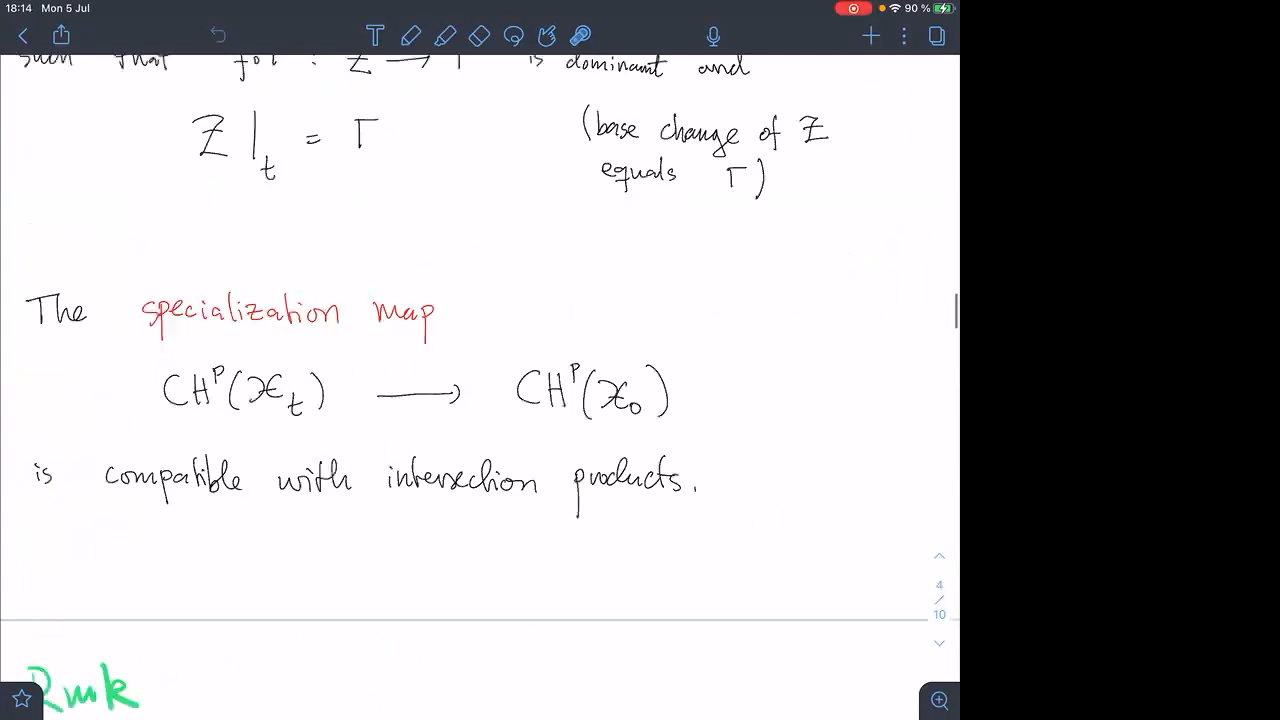 18:14 Mon 5 Jul
90 %
is dominant and
Z |_t = Γ (base change of Z
equals Γ)
The specialization map
CH^p(𝒳_t) ⟶ CH^p(𝒳_0)
is compatible with intersection products.
4
/
10
Rmk